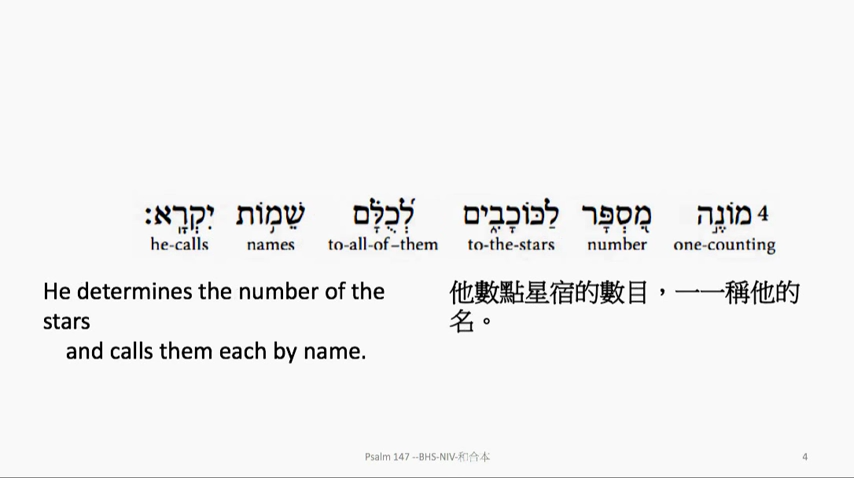 4 מוֹנֶ֣ה מִ֭סְפָּר לַכּוֹכָבִ֑ים לְ֝כֻלָּ֗ם שֵׁמ֥וֹת יִקְרָֽא׃
he-calls names to-all-of-them to-the-stars number one-counting
He determines the number of the
stars
and calls them each by name.
他數點星宿的數目，一一稱他的
名。
Psalm 147 --BHS-NIV-和合本
4